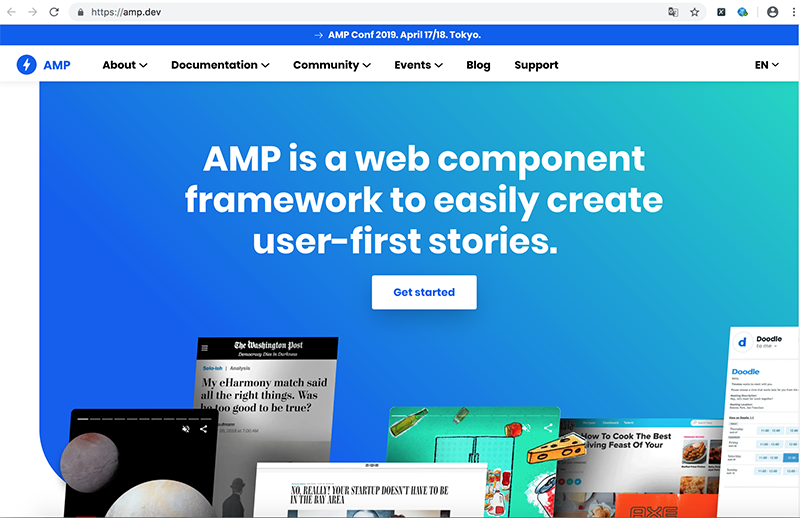 https://amp.dev
→ AMP Conf 2019. April 17/18. Tokyo.
AMP
About
Documentation
Community
Events
Blog
Support
EN
AMP is a web component
framework to easily create
user-first stories.
Get started
The Washington Post
Democracy Dies in Darkness
Solo-ish | Analysis
My eHarmony match said
all the right things. Was
he too good to be true?
NO, REALLY! YOUR STARTUP DOESN'T HAVE TO BE
IN THE BAY AREA
How To Cook The Best
Feast Of Your
AXE
d
Doodle
to me
Doodle